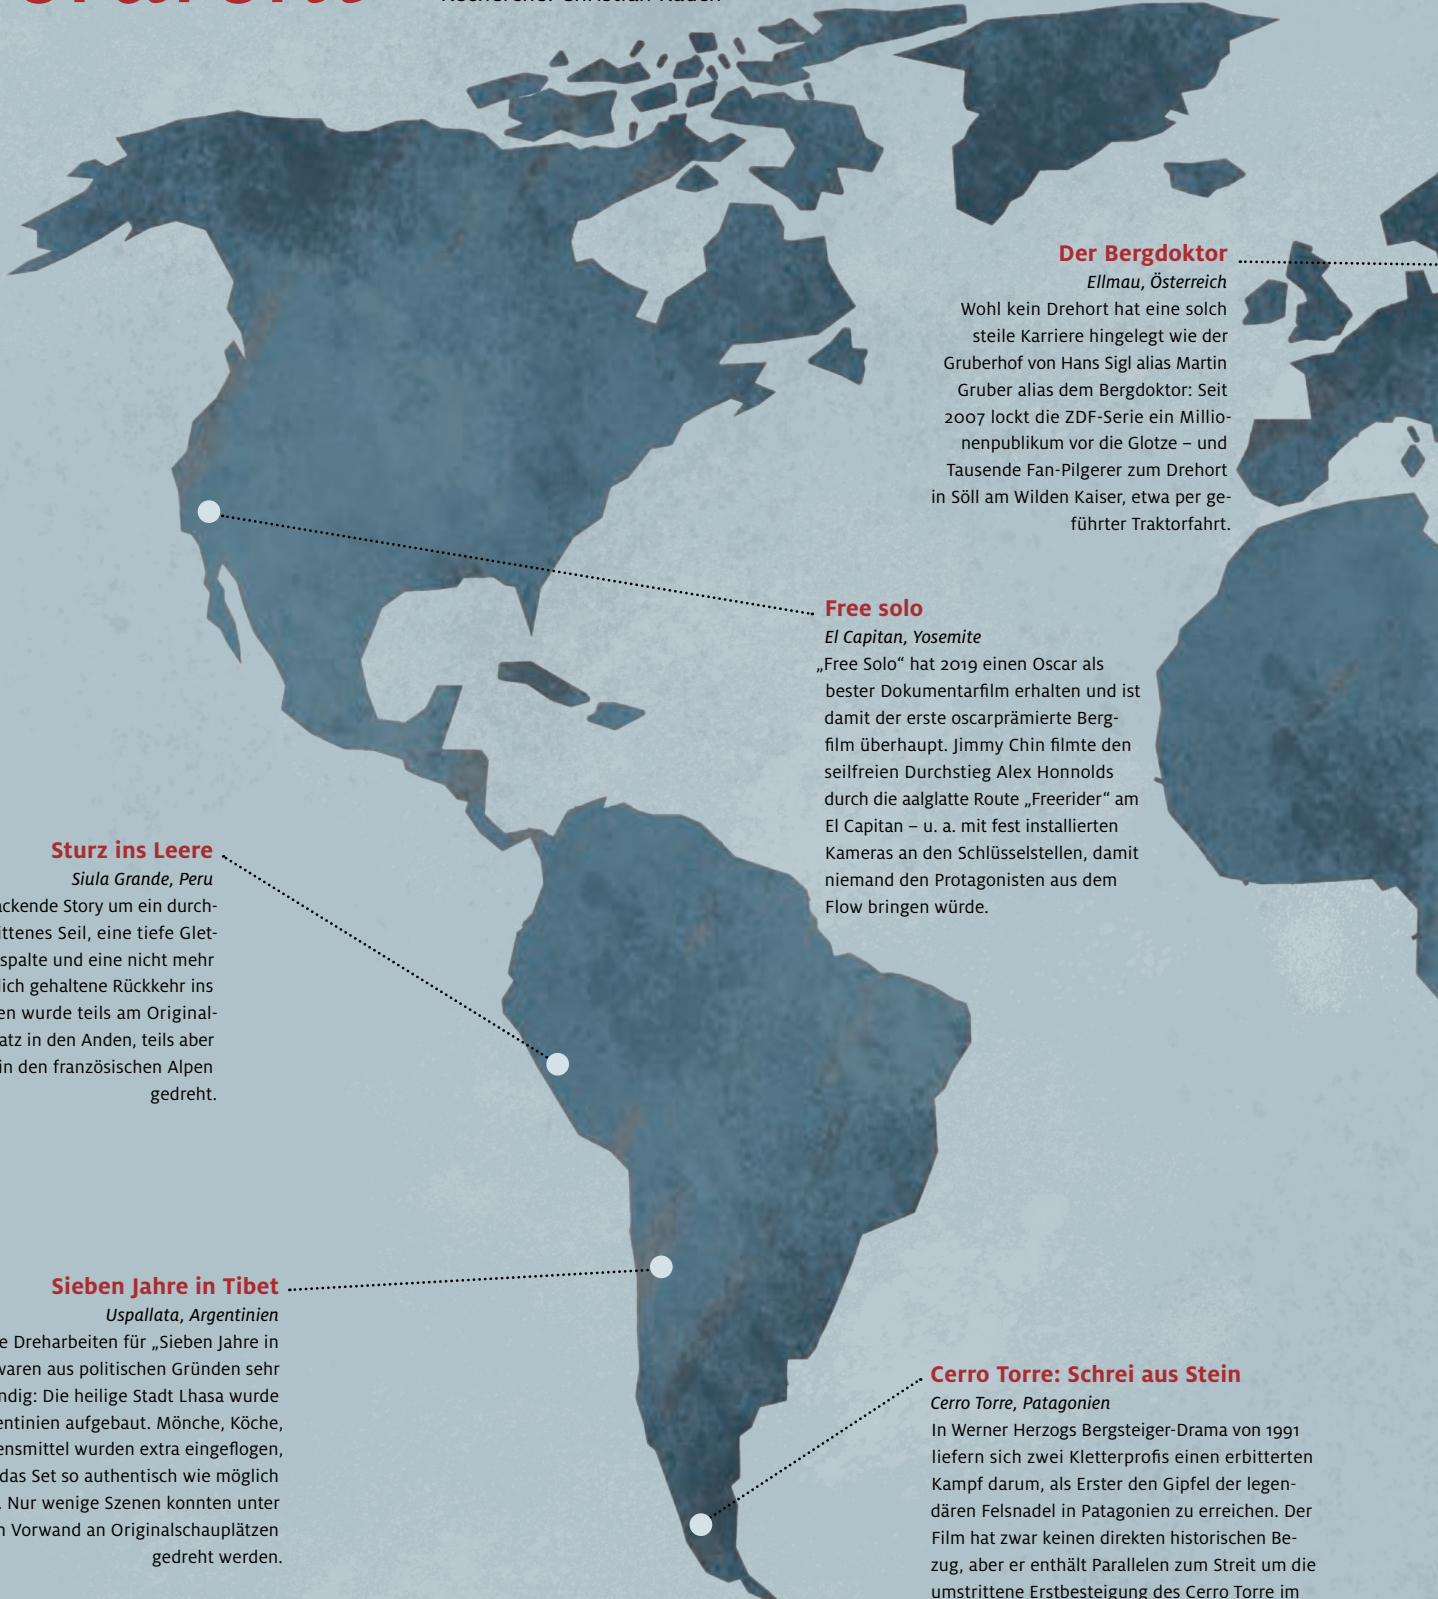 Der Bergdoktor
Ellmau, Österreich
Wohl kein Drehort hat eine solch
steile Karriere hingelegt wie der
Gruberhof von Hans Sigl alias Martin
Gruber alias dem Bergdoktor: Seit
2007 lockt die ZDF-Serie ein Millio-
nenpublikum vor die Glotze – und
Tausende Fan-Pilgerer zum Drehort
in Söll am Wilden Kaiser, etwa per ge-
führter Traktorfahrt.
Free solo
El Capitan, Yosemite
„Free Solo“ hat 2019 einen Oscar als
bester Dokumentarfilm erhalten und ist
damit der erste oscarprämierte Berg-
film überhaupt. Jimmy Chin filmte den
seilfreien Durchstieg Alex Honnolds
durch die aalglatte Route „Freerider“ am
El Capitan – u. a. mit fest installierten
Kameras an den Schlüsselstellen, damit
niemand den Protagonisten aus dem
Flow bringen würde.
Sturz ins Leere
Siula Grande, Peru
ackende Story um ein durch-
ittenes Seil, eine tiefe Glet-
spalte und eine nicht mehr
lich gehaltene Rückkehr ins
en wurde teils am Original-
atz in den Anden, teils aber
in den französischen Alpen
gedreht.
Sieben Jahre in Tibet
Uspallata, Argentinien
e Dreharbeiten für „Sieben Jahre in
waren aus politischen Gründen sehr
ndig: Die heilige Stadt Lhasa wurde
entinien aufgebaut. Mönche, Köche,
ensmittel wurden extra eingeflogen,
das Set so authentisch wie möglich
. Nur wenige Szenen konnten unter
n Vorwand an Originalschauplätzen
gedreht werden.
Cerro Torre: Schrei aus Stein
Cerro Torre, Patagonien
In Werner Herzogs Bergsteiger-Drama von 1991
liefern sich zwei Kletterprofis einen erbitterten
Kampf darum, als Erster den Gipfel der legen-
dären Felsnadel in Patagonien zu erreichen. Der
Film hat zwar keinen direkten historischen Be-
zug, aber er enthält Parallelen zum Streit um die
umstrittene Erstbesteigung des Cerro Torre im